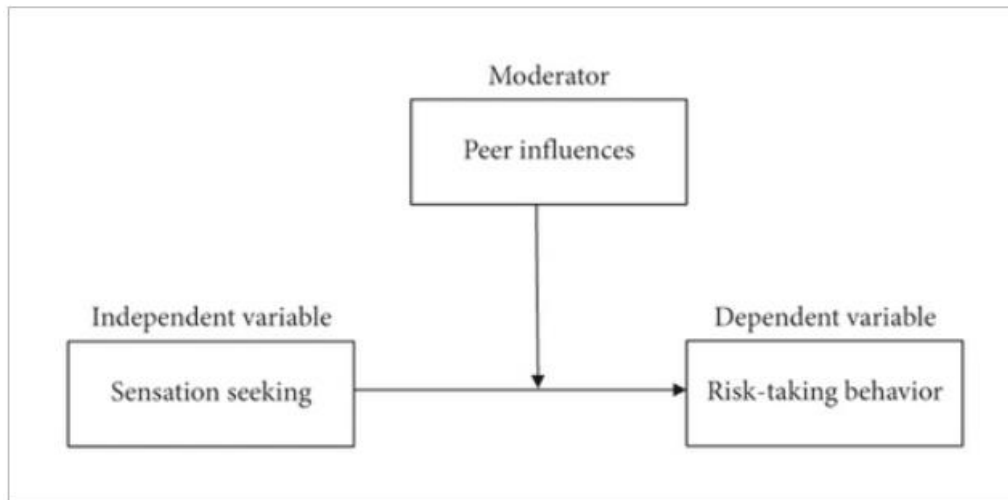 Moderator
Peer influences
Independent variable
Dependent variable
Sensation seeking
Risk-taking behavior